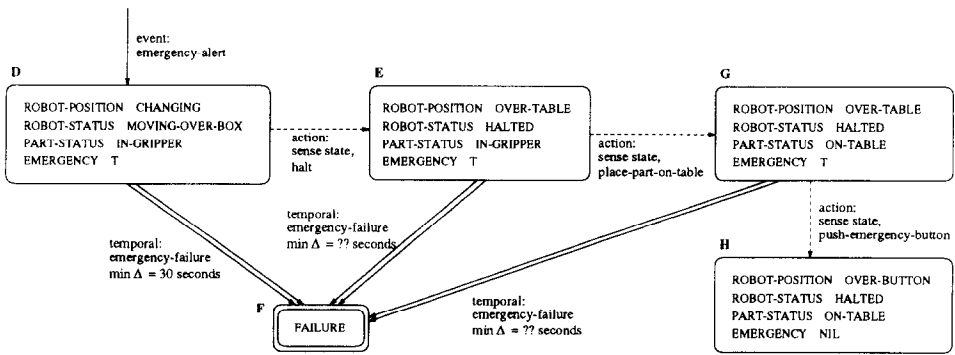 event:
emergency-alert
D
ROBOT-POSITION CHANGING
ROBOT-STATUS MOVING-OVER-BOX
PART-STATUS IN-GRIPPER
EMERGENCY T
action:
sense state,
halt
E
ROBOT-POSITION OVER-TABLE
ROBOT-STATUS HALTED
PART-STATUS IN-GRIPPER
EMERGENCY T
action:
sense state,
place-part-on-table
G
ROBOT-POSITION OVER-TABLE
ROBOT-STATUS HALTED
PART-STATUS ON-TABLE
EMERGENCY T
action:
sense state,
push-emergency-button
H
ROBOT-POSITION OVER-BUTTON
ROBOT-STATUS HALTED
PART-STATUS ON-TABLE
EMERGENCY NIL
temporal:
emergency-failure
min Δ = 30 seconds
temporal:
emergency-failure
min Δ = ?? seconds
temporal:
emergency-failure
min Δ = ?? seconds
F
FAILURE